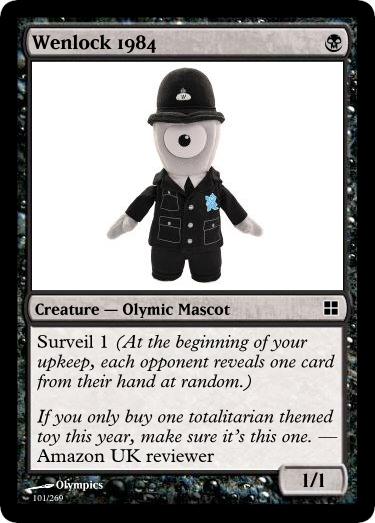 Wenlock 1984
Creature — Olymic Mascot
Surveil 1 (At the beginning of your
upkeep, each opponent reveals one card
from their hand at random.)
If you only buy one totalitarian themed
toy this year, make sure it's this one. —
Amazon UK reviewer
1/1
Olympics
101/269